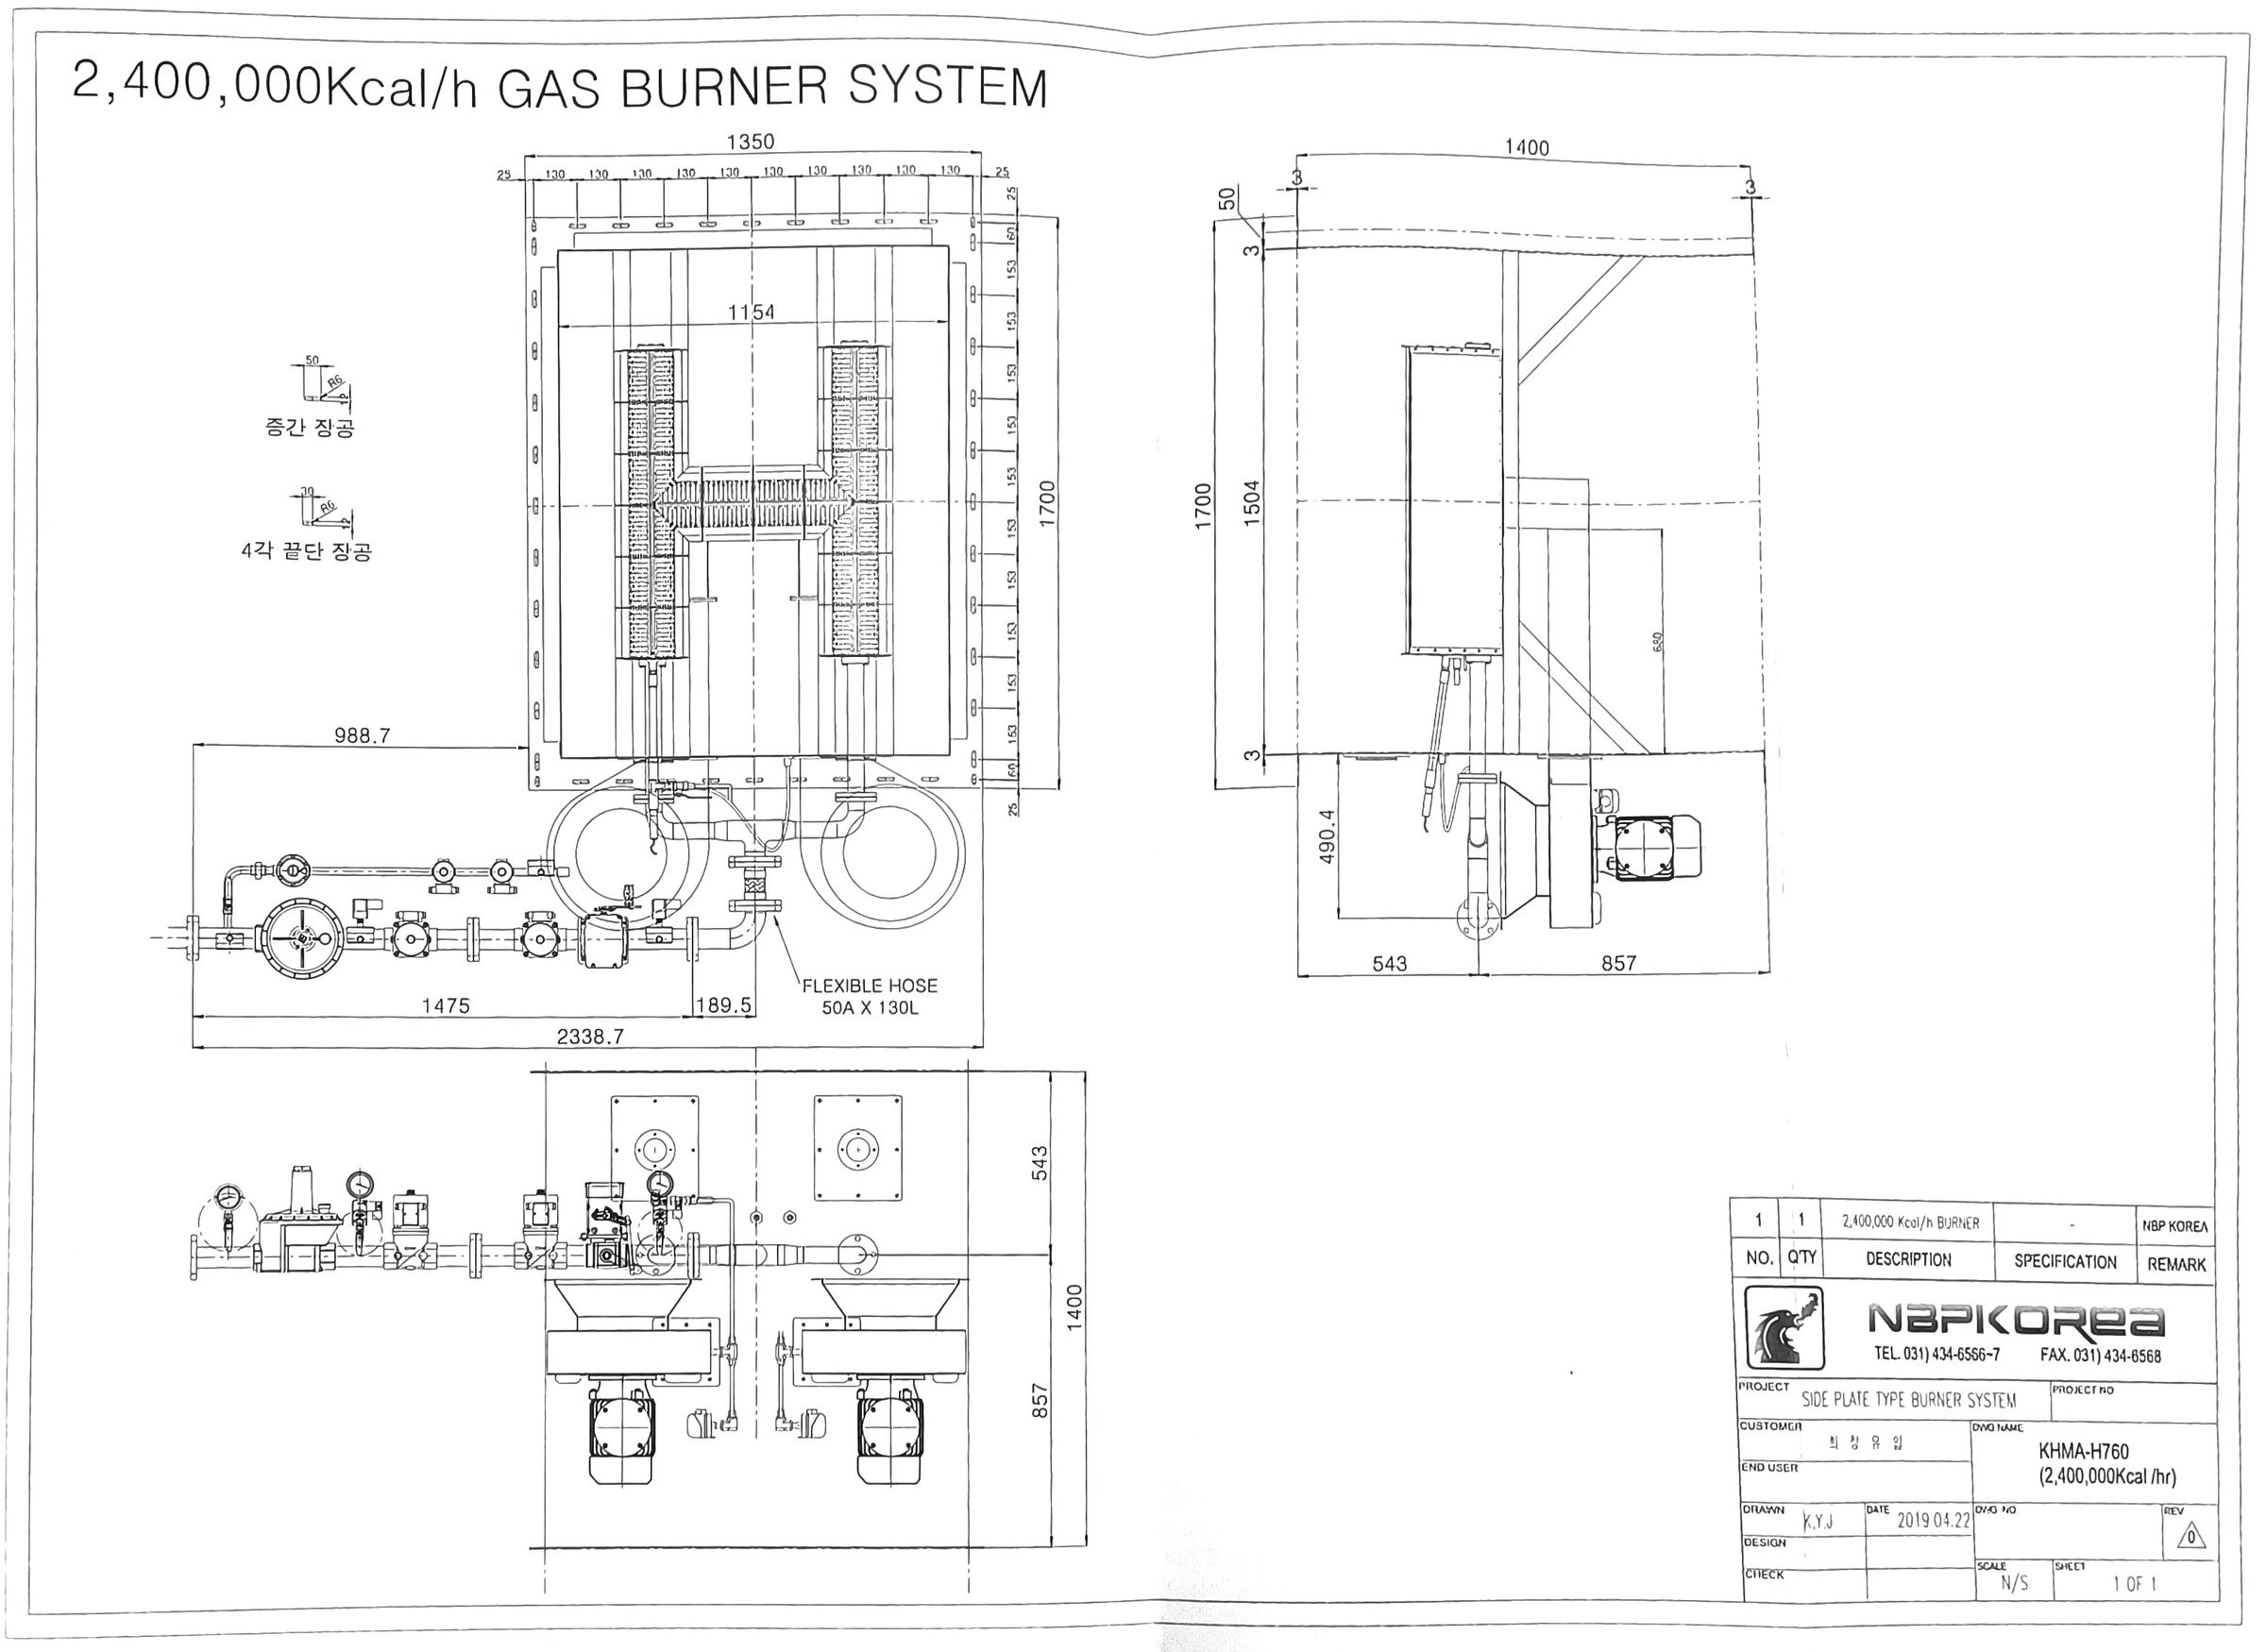 2,400,000Kcal/h GAS BURNER SYSTEM
1350
25 130 130 130 130 130 130 130 130 130 130 25
25
60
153
153
153
153
153
153
153
153
153
153
60
25
1700
1154
50
R6
12
중간 장공
30
R6
12
4각 끝단 장공
988.7
FLEXIBLE HOSE
50A X 130L
1475
189.5
2338.7
1400
3
3
50
3
1700
1504
680
3
490.4
543
857
543
1400
857
1 1 2,400,000 Kcal/h BURNER - NBP KOREA
NO. Q'TY DESCRIPTION SPECIFICATION REMARK
NBPKOREA
TEL. 031) 434-6566~7 FAX. 031) 434-6568
PROJECT SIDE PLATE TYPE BURNER SYSTEM PROJECT NO
CUSTOMER DWG NAME
KHMA-H760
(2,400,000Kcal /hr)
END USER
DRAWN K.Y.J DATE 2019 04.22 DWG NO REV 0
DESIGN
CHECK SCALE N/S SHEET 1 OF 1